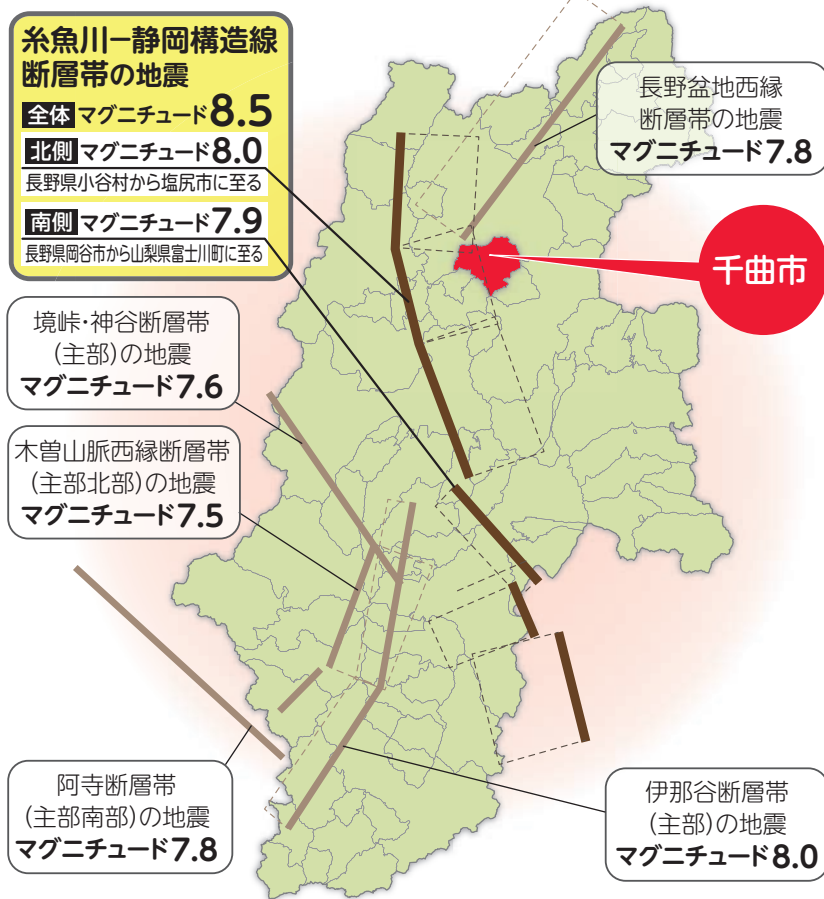 糸魚川−静岡構造線
断層帯の地震
全体 マグニチュード8.5
北側 マグニチュード8.0
長野県小谷村から塩尻市に至る
南側 マグニチュード7.9
長野県岡谷市から山梨県富士川町に至る
長野盆地西縁
断層帯の地震
マグニチュード7.8
千曲市
境峠・神谷断層帯
(主部)の地震
マグニチュード7.6
木曽山脈西縁断層帯
(主部北部)の地震
マグニチュード7.5
阿寺断層帯
(主部南部)の地震
マグニチュード7.8
伊那谷断層帯
(主部)の地震
マグニチュード8.0